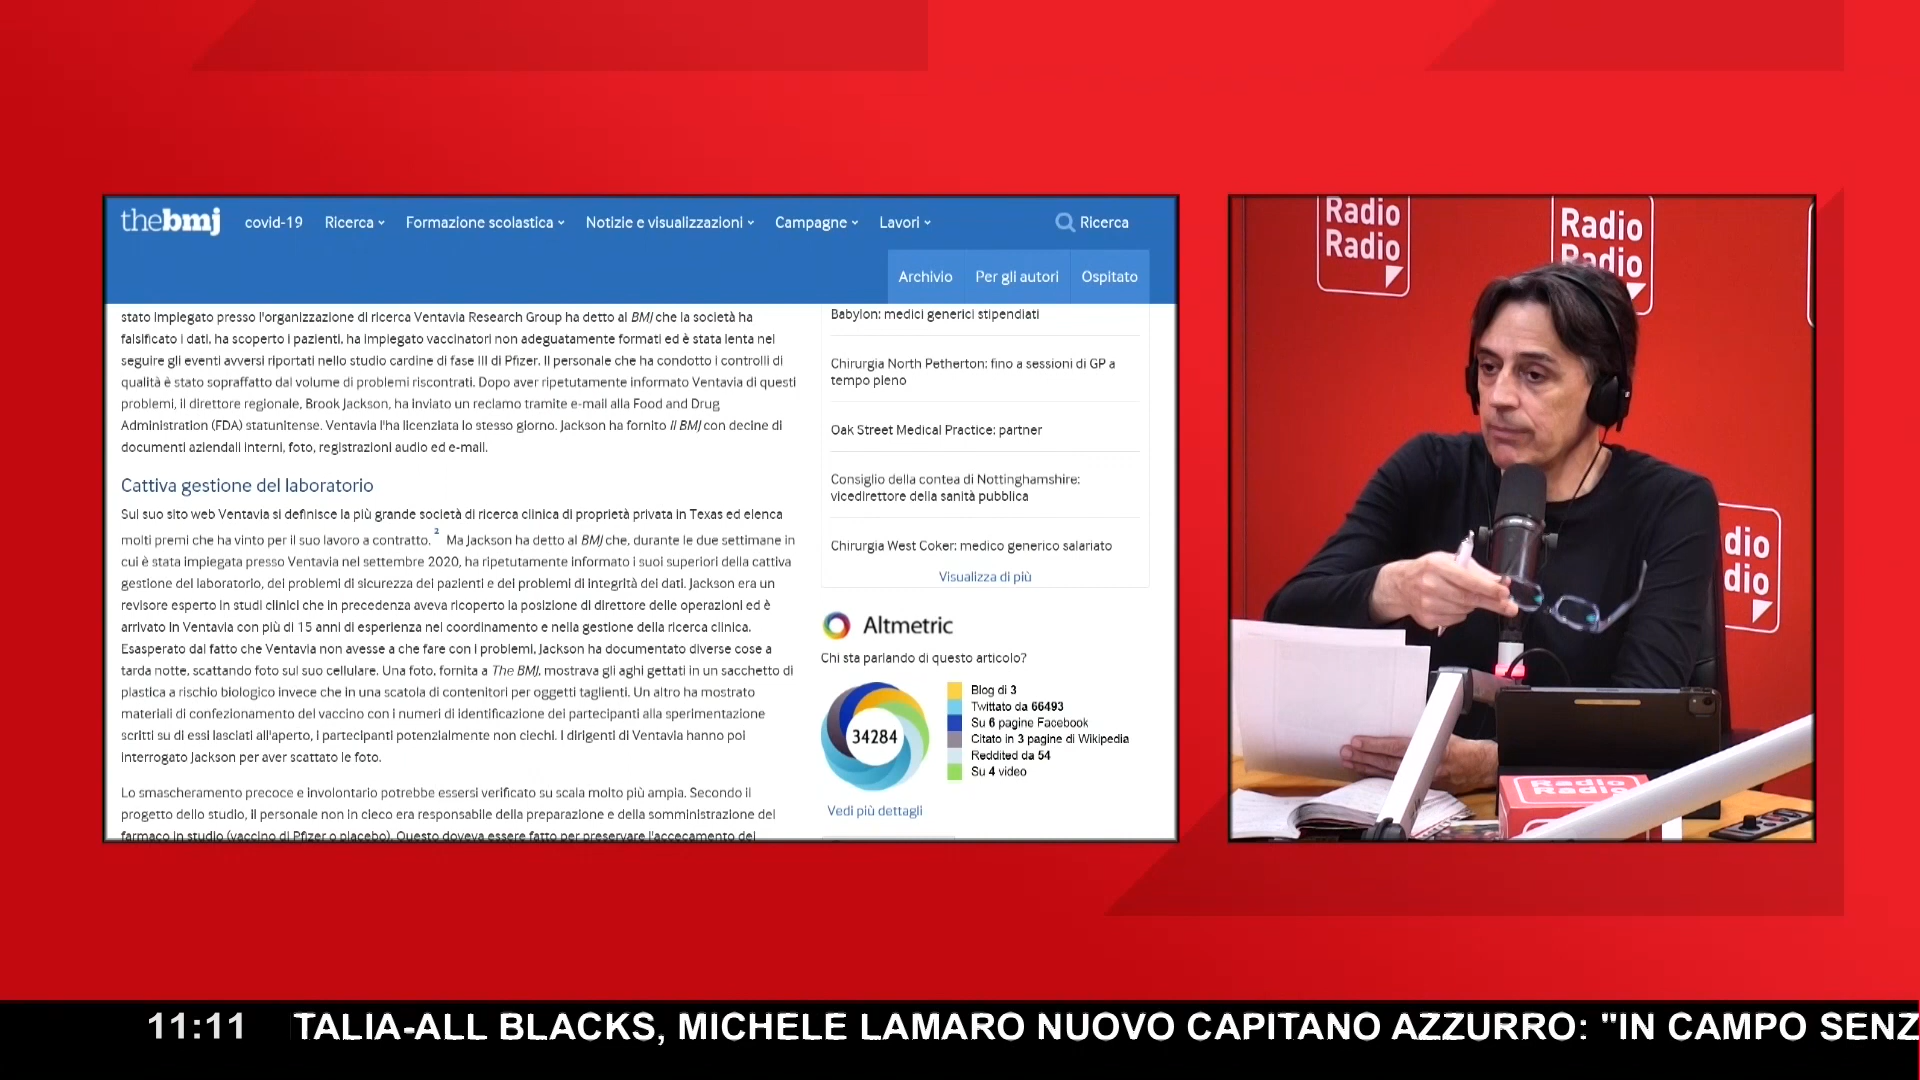 thebmj
covid-19 Ricerca Formazione scolastica Notizie e visualizzazioni Campagne Lavori Ricerca
Archivio Per gli autori Ospitato
stato impiegato presso l'organizzazione di ricerca Ventavia Research Group ha detto al BMJ che la società ha
falsificato i dati, ha scoperto i pazienti, ha impiegato vaccinatori non adeguatamente formati ed è stata lenta nel
seguire gli eventi avversi riportati nello studio cardine di fase III di Pfizer. Il personale che ha condotto i controlli di
qualità è stato sopraffatto dal volume di problemi riscontrati. Dopo aver ripetutamente informato Ventavia di questi
problemi, il direttore regionale, Brook Jackson, ha inviato un reclamo tramite e-mail alla Food and Drug
Administration (FDA) statunitense. Ventavia l'ha licenziata lo stesso giorno. Jackson ha fornito il BMJ con decine di
documenti aziendali interni, foto, registrazioni audio ed e-mail.
Cattiva gestione del laboratorio
Sul suo sito web Ventavia si definisce la più grande società di ricerca clinica di proprietà privata in Texas ed elenca
molti premi che ha vinto per il suo lavoro a contratto. 2 Ma Jackson ha detto al BMJ che, durante le due settimane in
cui è stata impiegata presso Ventavia nel settembre 2020, ha ripetutamente informato i suoi superiori della cattiva
gestione del laboratorio, dei problemi di sicurezza dei pazienti e dei problemi di integrità dei dati. Jackson era un
revisore esperto in studi clinici che in precedenza aveva ricoperto la posizione di direttore delle operazioni ed è
arrivato in Ventavia con più di 15 anni di esperienza nel coordinamento e nella gestione della ricerca clinica.
Esasperato dal fatto che Ventavia non avesse a che fare con i problemi, Jackson ha documentato diverse cose a
tarda notte, scattando foto sul suo cellulare. Una foto, fornita a The BMJ, mostrava gli aghi gettati in un sacchetto di
plastica a rischio biologico invece che in una scatola di contenitori per oggetti taglienti. Un altro ha mostrato
materiali di confezionamento del vaccino con i numeri di identificazione dei partecipanti alla sperimentazione
scritti su di essi lasciati all'aperto, i partecipanti potenzialmente non ciechi. I dirigenti di Ventavia hanno poi
interrogato Jackson per aver scattato le foto.
Lo smascheramento precoce e involontario potrebbe essersi verificato su scala molto più ampia. Secondo il
progetto dello studio, il personale non in cieco era responsabile della preparazione e della somministrazione del
farmaco in studio (vaccino di Pfizer o placebo). Questo doveva essere fatto per preservare l'accecamento dei
Babylon: medici generici stipendiati
Chirurgia North Petherton: fino a sessioni di GP a
tempo pieno
Oak Street Medical Practice: partner
Consiglio della contea di Nottinghamshire:
vicedirettore della sanità pubblica
Chirurgia West Coker: medico generico salariato
Visualizza di più
Altmetric
Chi sta parlando di questo articolo?
34284
Blog di 3
Twittato da 66493
Su 6 pagine Facebook
Citato in 3 pagine di Wikipedia
Reddited da 54
Su 4 video
Vedi più dettagli
Radio
Radio
Radio
Radio
dio
dio
Radio
Radio
11:11 TALIA-ALL BLACKS, MICHELE LAMARO NUOVO CAPITANO AZZURRO: "IN CAMPO SENZ